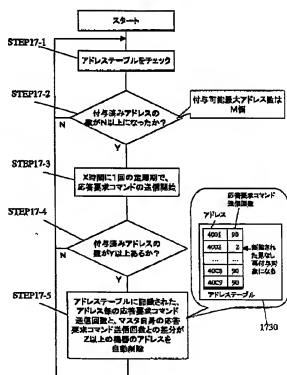 スタート
STEP17-1
アドレステーブルをチェック
STEP17-2
付与済みアドレスの
数がN以上になったか?
付与可能最大アドレス数は
M個
N
Y
STEP17-3
X時間に1回の定周期で、
応答要求コマンドの送信開始
STEP17-4
付与済みアドレスの
数がY以上あるか?
N
Y
応答要求コマンド
送信回数
アドレス
4001 50
4002 2
... ...
40C8 50
40C9 50
アドレステーブル
1730
STEP17-5
アドレステーブルに記録された、
アドレス毎の応答要求コマンド
送信回数と、マスタ自身の応答
要求コマンド送信回数との差分が
Z以上の機器のアドレスを
自動削除